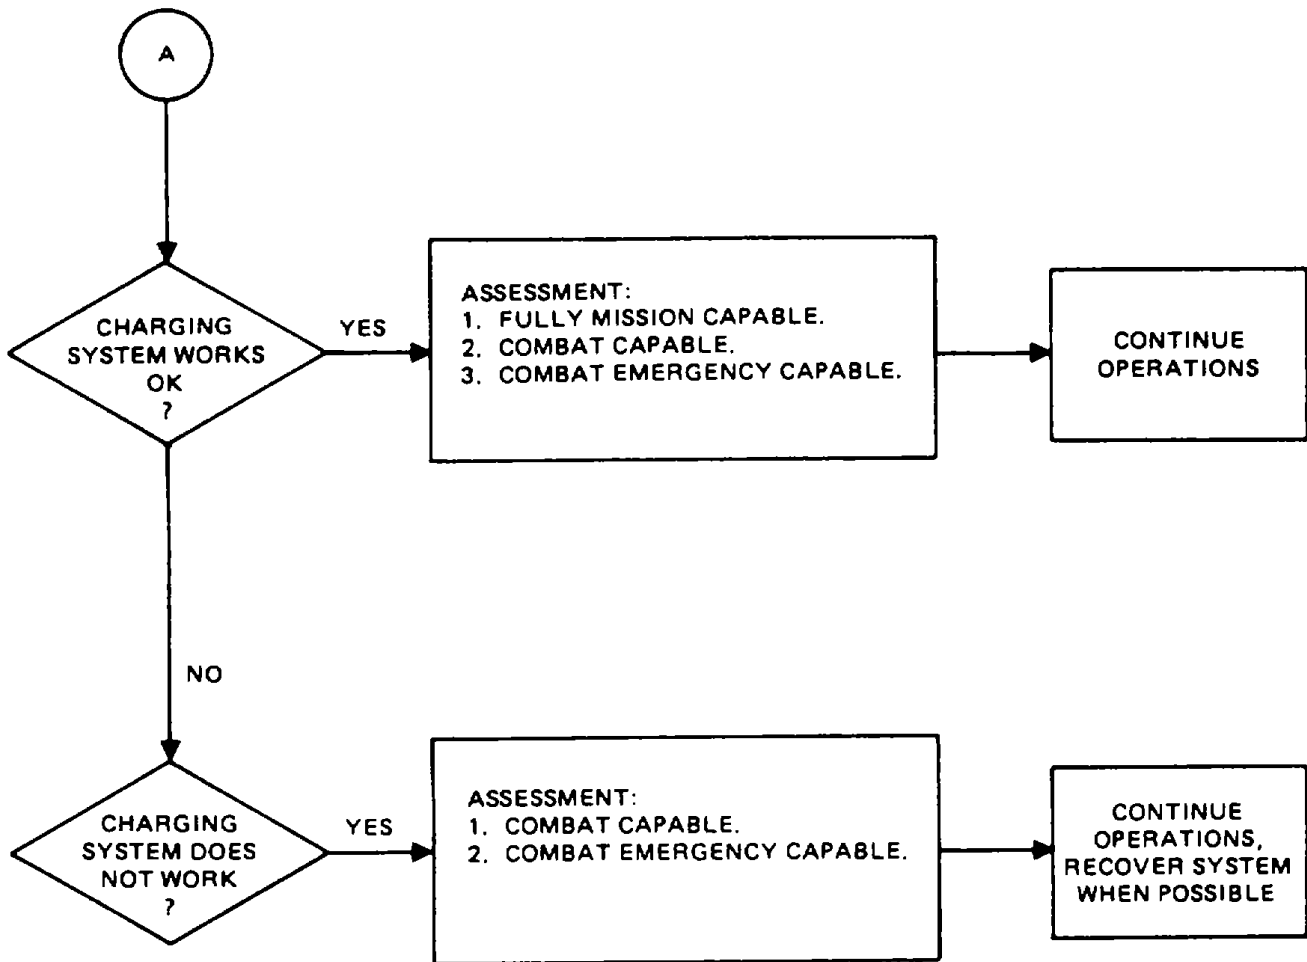 A
CHARGING
SYSTEM WORKS
OK
?
YES
ASSESSMENT:
1. FULLY MISSION CAPABLE.
2. COMBAT CAPABLE.
3. COMBAT EMERGENCY CAPABLE.
CONTINUE
OPERATIONS
NO
CHARGING
SYSTEM DOES
NOT WORK
?
YES
ASSESSMENT:
1. COMBAT CAPABLE.
2. COMBAT EMERGENCY CAPABLE.
CONTINUE
OPERATIONS,
RECOVER SYSTEM
WHEN POSSIBLE